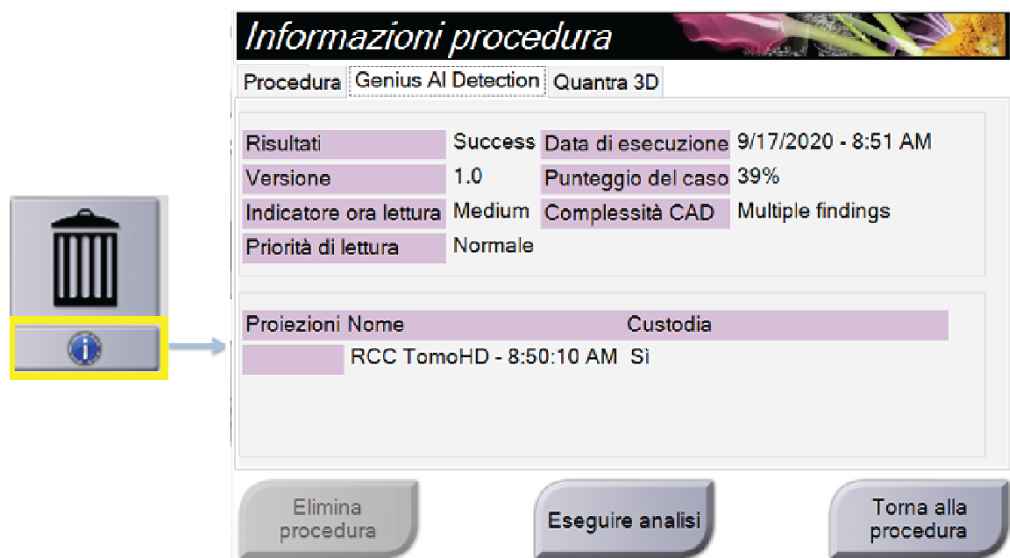 Informazioni procedura
Procedura Genius AI Detection Quantra 3D
Risultati Success Data di esecuzione 9/17/2020 - 8:51 AM
Versione 1.0 Punteggio del caso 39%
Indicatore ora lettura Medium Complessità CAD Multiple findings
Priorità di lettura Normale
Proiezioni Nome Custodia
RCC TomoHD - 8:50:10 AM Sì
Elimina
procedura
Eseguire analisi
Torna alla
procedura